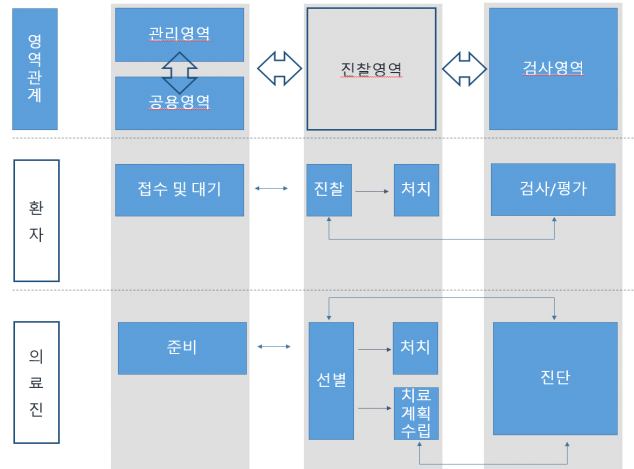 영
역
관
계
관리영역
공용영역
진찰영역
검사영역
환
자
접수 및 대기
진찰
처치
검사/평가
의
료
진
준비
선별
처치
치료
계획
수립
진단